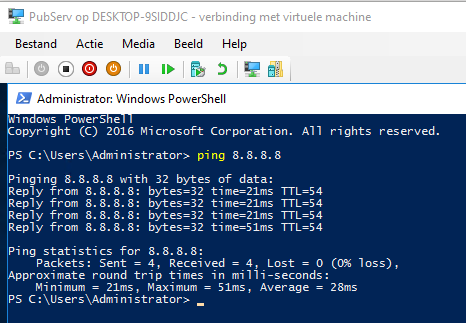 PubServ op DESKTOP-9SIDDJC - verbinding met virtuele machine
Bestand Actie Media Beeld Help
Administrator: Windows PowerShell
Windows PowerShell
Copyright (C) 2016 Microsoft Corporation. All rights reserved.
PS C:\Users\Administrator> ping 8.8.8.8
Pinging 8.8.8.8 with 32 bytes of data:
Reply from 8.8.8.8: bytes=32 time=21ms TTL=54
Reply from 8.8.8.8: bytes=32 time=21ms TTL=54
Reply from 8.8.8.8: bytes=32 time=21ms TTL=54
Reply from 8.8.8.8: bytes=32 time=51ms TTL=54
Ping statistics for 8.8.8.8:
    Packets: Sent = 4, Received = 4, Lost = 0 (0% loss),
Approximate round trip times in milli-seconds:
    Minimum = 21ms, Maximum = 51ms, Average = 28ms
PS C:\Users\Administrator> _